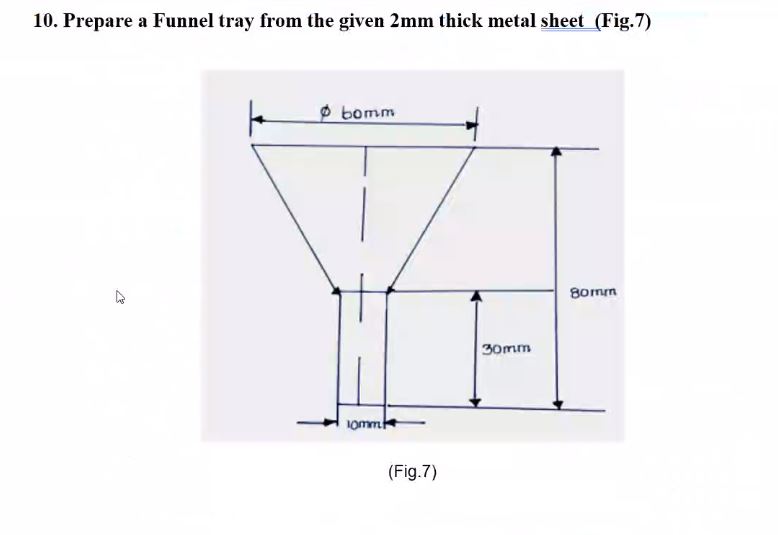 10. Prepare a Funnel tray from the given 2mm thick metal sheet (Fig.7)
Ø 60mm
80mm
30mm
10mm
(Fig.7)